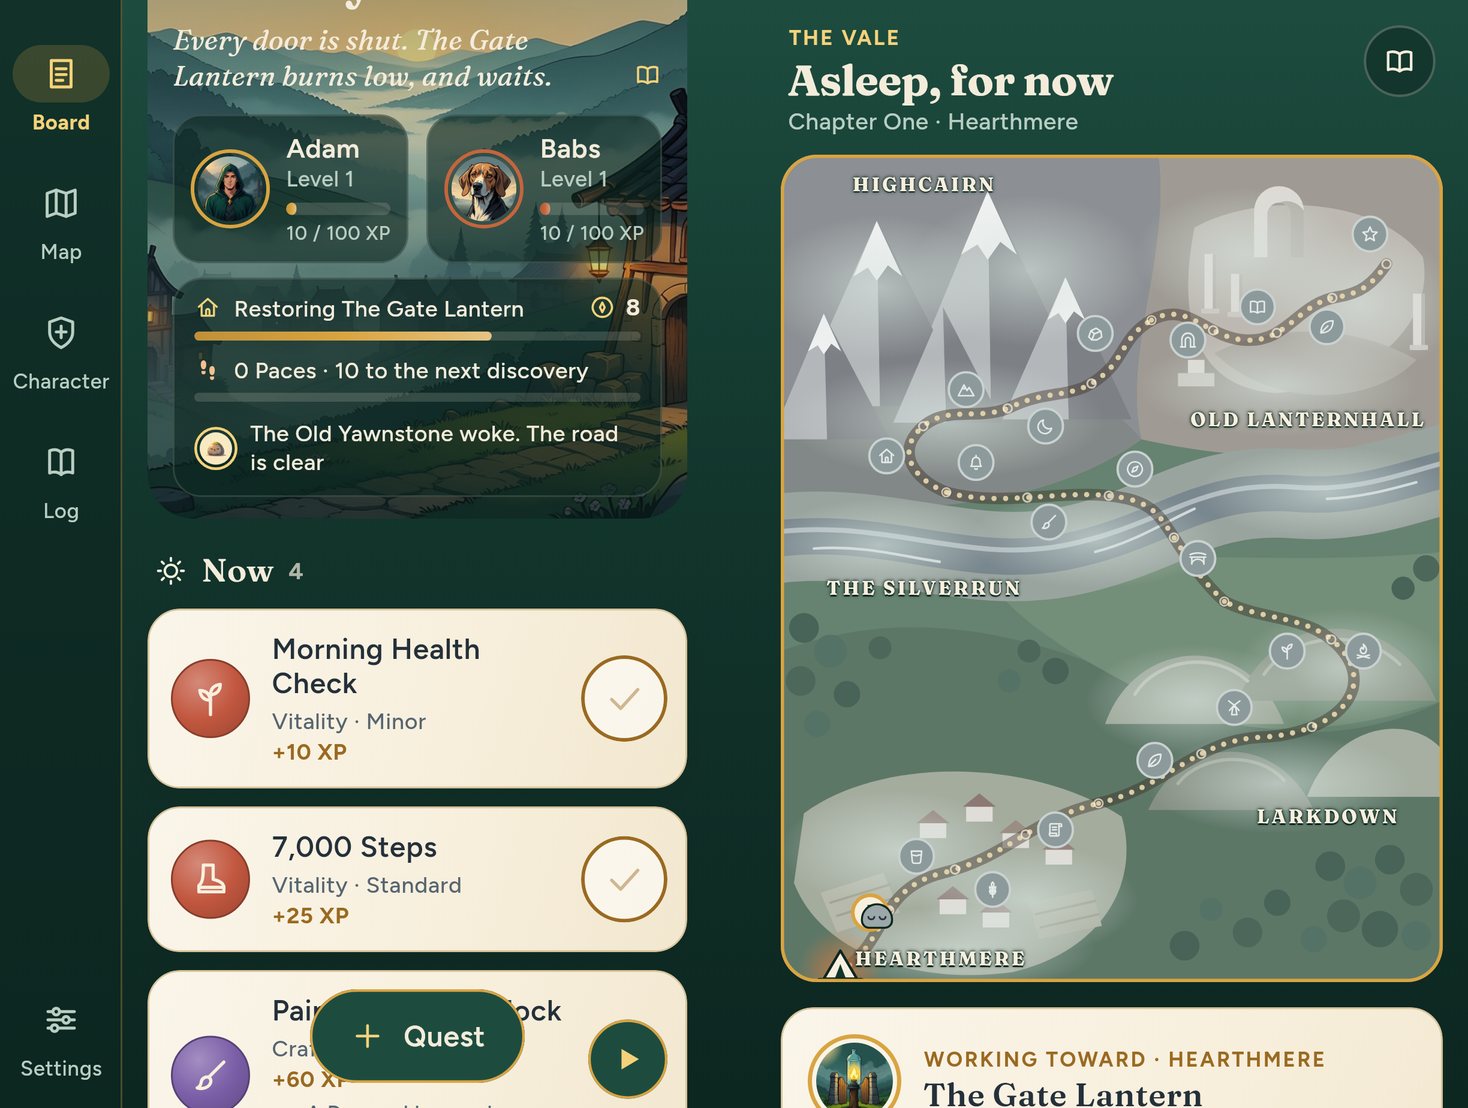 Board
Map
Character
Log
Settings
Every door is shut. The Gate
Lantern burns low, and waits.
Adam
Level 1
10 / 100 XP
Babs
Level 1
10 / 100 XP
Restoring The Gate Lantern
8
0 Paces · 10 to the next discovery
The Old Yawnstone woke. The road
is clear
Now 4
Morning Health
Check
Vitality · Minor
+10 XP
7,000 Steps
Vitality · Standard
+25 XP
+60 XP
Quest
THE VALE
Asleep, for now
Chapter One · Hearthmere
HIGHCAIRN
OLD LANTERNHALL
THE SILVERRUN
LARKDOWN
HEARTHMERE
WORKING TOWARD · HEARTHMERE
The Gate Lantern